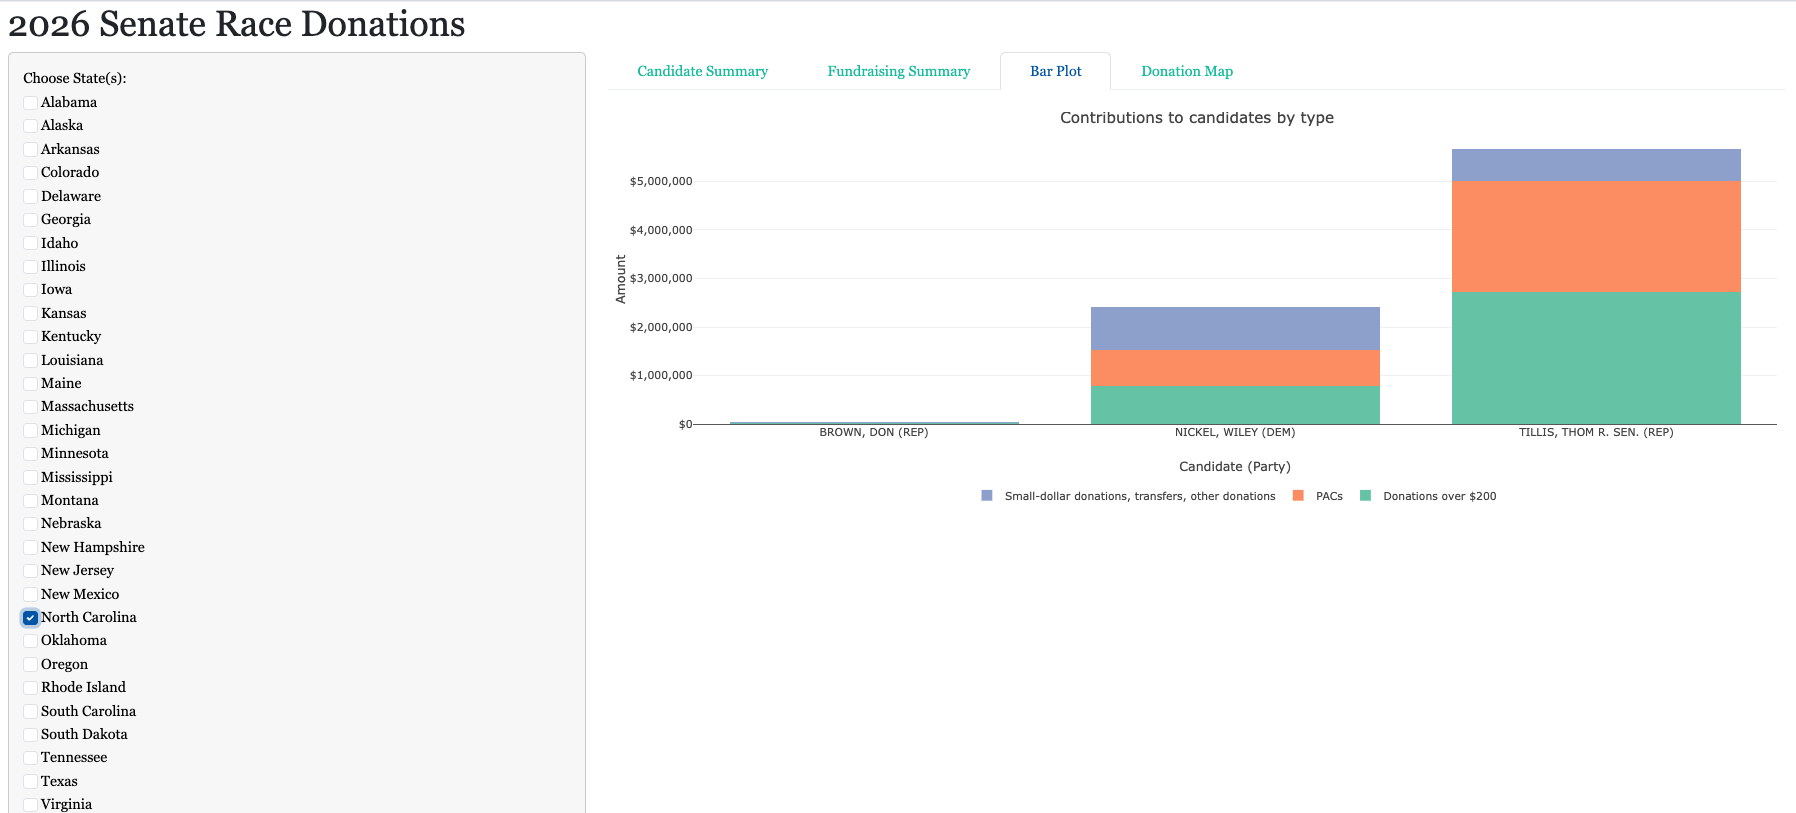 2026 Senate Race Donations
Choose State(s):
Alabama
Alaska
Arkansas
Colorado
Delaware
Georgia
Idaho
Illinois
Iowa
Kansas
Kentucky
Louisiana
Maine
Massachusetts
Michigan
Minnesota
Mississippi
Montana
Nebraska
New Hampshire
New Jersey
New Mexico
North Carolina
Oklahoma
Oregon
Rhode Island
South Carolina
South Dakota
Tennessee
Texas
Virginia
Candidate Summary Fundraising Summary Bar Plot Donation Map
Contributions to candidates by type
Amount
$5,000,000
$4,000,000
$3,000,000
$2,000,000
$1,000,000
$0
BROWN, DON (REP) NICKEL, WILEY (DEM) TILLIS, THOM R. SEN. (REP)
Candidate (Party)
Small-dollar donations, transfers, other donations PACs Donations over $200